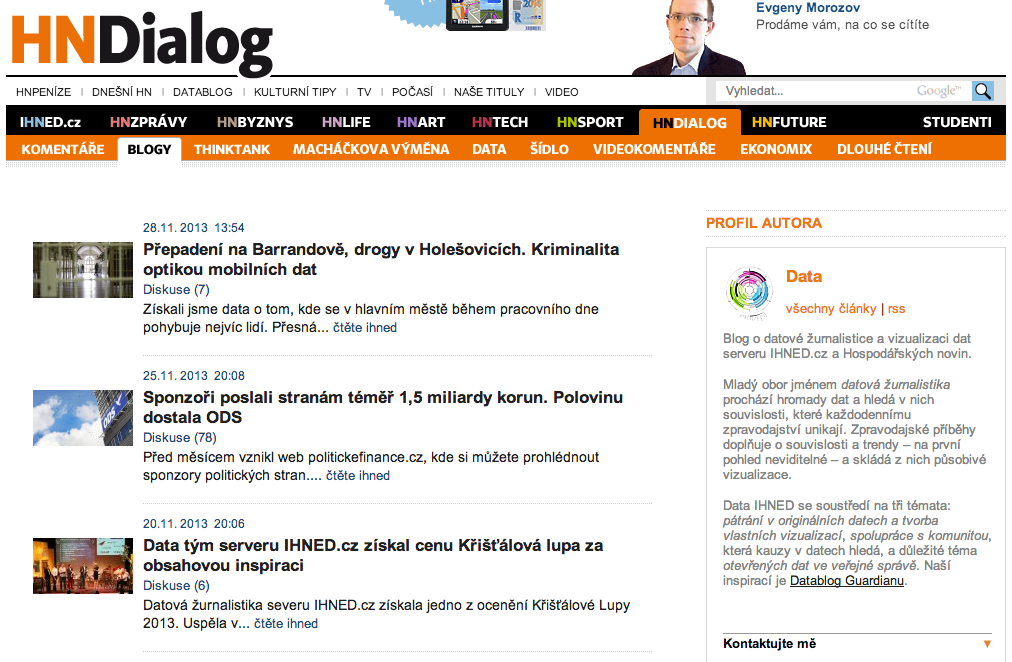 HNDialog
Evgeny Morozov
Prodáme vám, na co se cítíte
HNPENÍZE | DNEŠNÍ HN | DATABLOG | KULTURNÍ TIPY | TV | POČASÍ | NAŠE TITULY | VIDEO
Vyhledat... Google™
IHNED.cz HNZPRÁVY HNBYZNYS HNLIFE HNART HNTECH HNSPORT HNDIALOG HNFUTURE STUDENTI
KOMENTÁŘE BLOGY THINKTANK MACHÁČKOVA VÝMĚNA DATA ŠÍDLO VIDEOKOMENTÁŘE EKONOMIX DLOUHÉ ČTENÍ
28.11. 2013 13:54
Přepadení na Barrandově, drogy v Holešovicích. Kriminalita
optikou mobilních dat
Diskuse (7)
Získali jsme data o tom, kde se v hlavním městě během pracovního dne
pohybuje nejvíc lidí. Přesná... čtěte ihned
25.11. 2013 20:08
Sponzoři poslali stranám téměř 1,5 miliardy korun. Polovinu
dostala ODS
Diskuse (78)
Před měsícem vznikl web politickefinance.cz, kde si můžete prohlédnout
sponzory politických stran.... čtěte ihned
20.11. 2013 20:06
Data tým serveru IHNED.cz získal cenu Křišťálová lupa za
obsahovou inspiraci
Diskuse (6)
Datová žurnalistika severu IHNED.cz získala jedno z ocenění Křišťálové Lupy
2013. Uspěla v... čtěte ihned
PROFIL AUTORA
Data
všechny články | rss
Blog o datové žurnalistice a vizualizaci dat
serveru IHNED.cz a Hospodářských novin.
Mladý obor jménem datová žurnalistika
prochází hromady dat a hledá v nich
souvislosti, které každodennímu
zpravodajství unikají. Zpravodajské příběhy
doplňuje o souvislosti a trendy – na první
pohled neviditelné – a skládá z nich působivé
vizualizace.
Data IHNED se soustředí na tři témata:
pátrání v originálních datech a tvorba
vlastních vizualizací, spolupráce s komunitou,
která kauzy v datech hledá, a důležité téma
otevřených dat ve veřejné správě. Naší
inspirací je Datablog Guardianu.
Kontaktujte mě